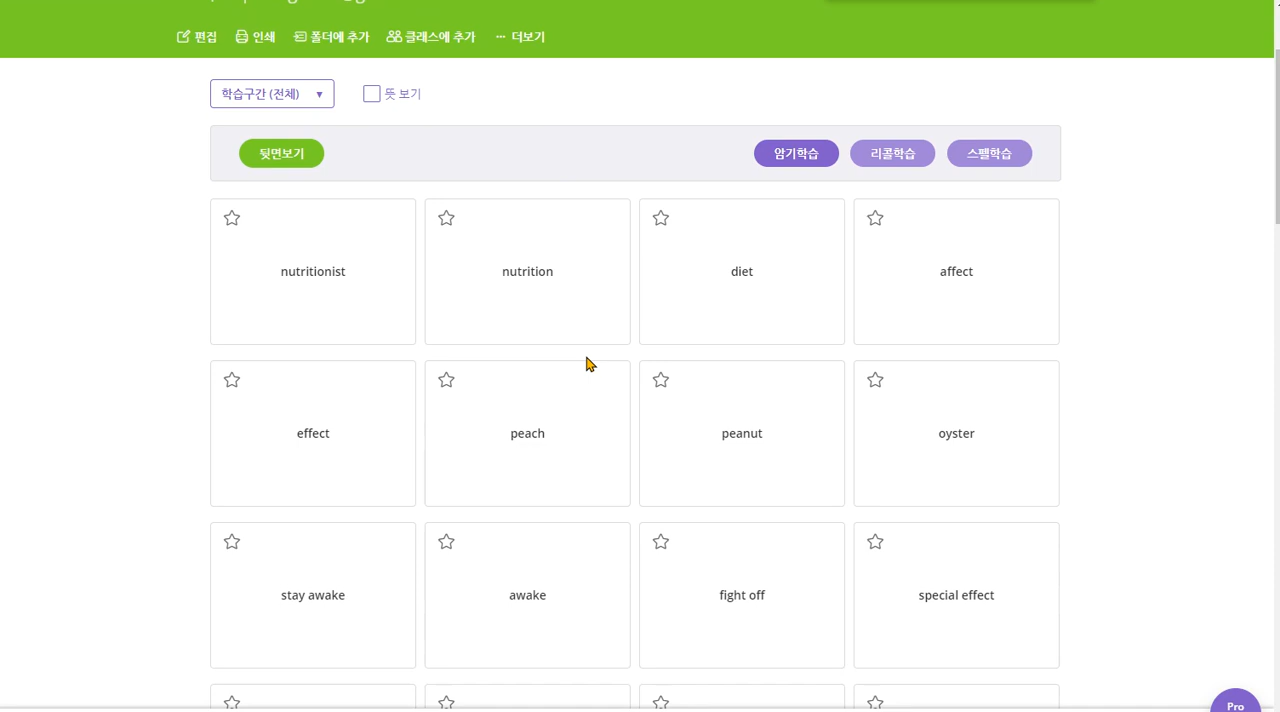 편집 인쇄 폴더에 추가 클래스에 추가 ··· 더보기
학습구간 (전체) ▼ 뜻 보기
뒷면보기 암기학습 리콜학습 스펠학습
nutritionist nutrition diet affect
effect peach peanut oyster
stay awake awake fight off special effect
Pro